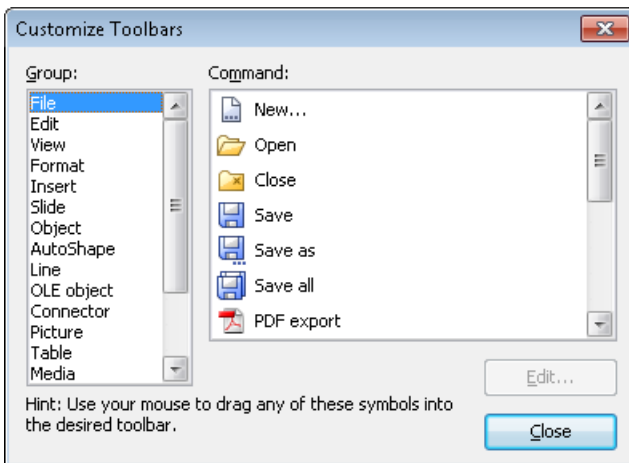 Customize Toolbars
Group:
File
Edit
View
Format
Insert
Slide
Object
AutoShape
Line
OLE object
Connector
Picture
Table
Media
Command:
New...
Open
Close
Save
Save as
Save all
PDF export
Edit...
Hint: Use your mouse to drag any of these symbols into
the desired toolbar.
Close